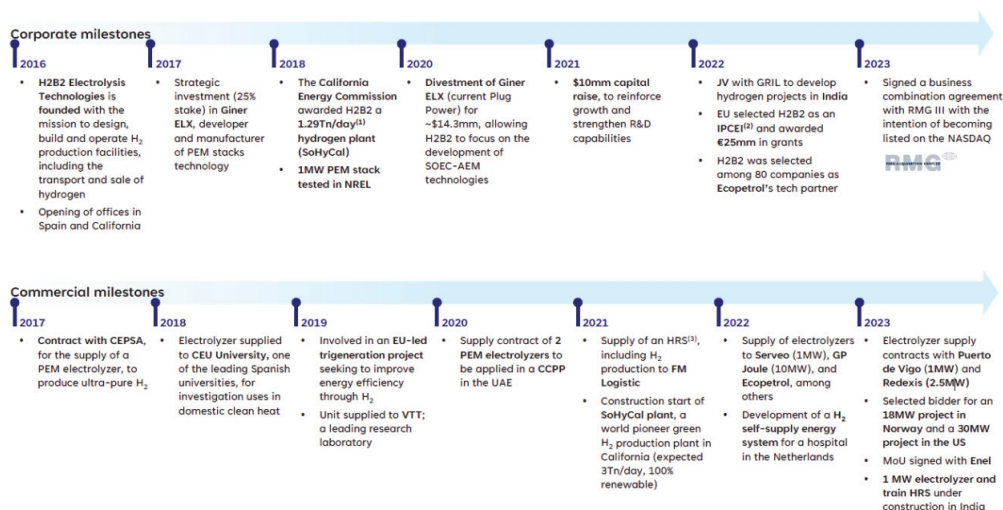 Corporate milestones
2016
• H2B2 Electrolysis
Technologies is
founded with the
mission to design,
build and operate H₂
production facilities,
including the
transport and sale of
hydrogen
• Opening of offices in
Spain and California
2017
• Strategic
investment (25%
stake) in Giner
ELX, developer
and manufacturer
of PEM stacks
technology
2018
• The California
Energy Commission
awarded H2B2 a
1.29Tn/day⁽¹⁾
hydrogen plant
(SoHyCal)
• 1MW PEM stack
tested in NREL
2020
• Divestment of Giner
ELX (current Plug
Power) for
~$14.3mm, allowing
H2B2 to focus on the
development of
SOEC-AEM
technologies
2021
• $10mm capital
raise, to reinforce
growth and
strengthen R&D
capabilities
2022
• JV with GRIL to develop
hydrogen projects in India
• EU selected H2B2 as an
IPCEI⁽²⁾ and awarded
€25mm in grants
• H2B2 was selected
among 80 companies as
Ecopetrol's tech partner
2023
• Signed a business
combination agreement
with RMG III with the
intention of becoming
listed on the NASDAQ
RMG
Commercial milestones
2017
• Contract with CEPSA,
for the supply of a
PEM electrolyzer, to
produce ultra-pure H₂
2018
• Electrolyzer supplied
to CEU University, one
of the leading Spanish
universities, for
investigation uses in
domestic clean heat
2019
• Involved in an EU-led
trigeneration project
seeking to improve
energy efficiency
through H₂
• Unit supplied to VTT;
a leading research
laboratory
2020
• Supply contract of 2
PEM electrolyzers to
be applied in a CCPP
in the UAE
2021
• Supply of an HRS⁽³⁾,
including H₂
production to FM
Logistic
• Construction start of
SoHyCal plant, a
world pioneer green
H₂ production plant in
California (expected
3Tn/day, 100%
renewable)
2022
• Supply of electrolyzers
to Serveo (1MW), GP
Joule (10MW), and
Ecopetrol, among
others
• Development of a H₂
self-supply energy
system for a hospital
in the Netherlands
2023
• Electrolyzer supply
contracts with Puerto
de Vigo (1MW) and
Redexis (2.5MW)
• Selected bidder for an
18MW project in
Norway and a 30MW
project in the US
• MoU signed with Enel
• 1 MW electrolyzer and
train HRS under
construction in India